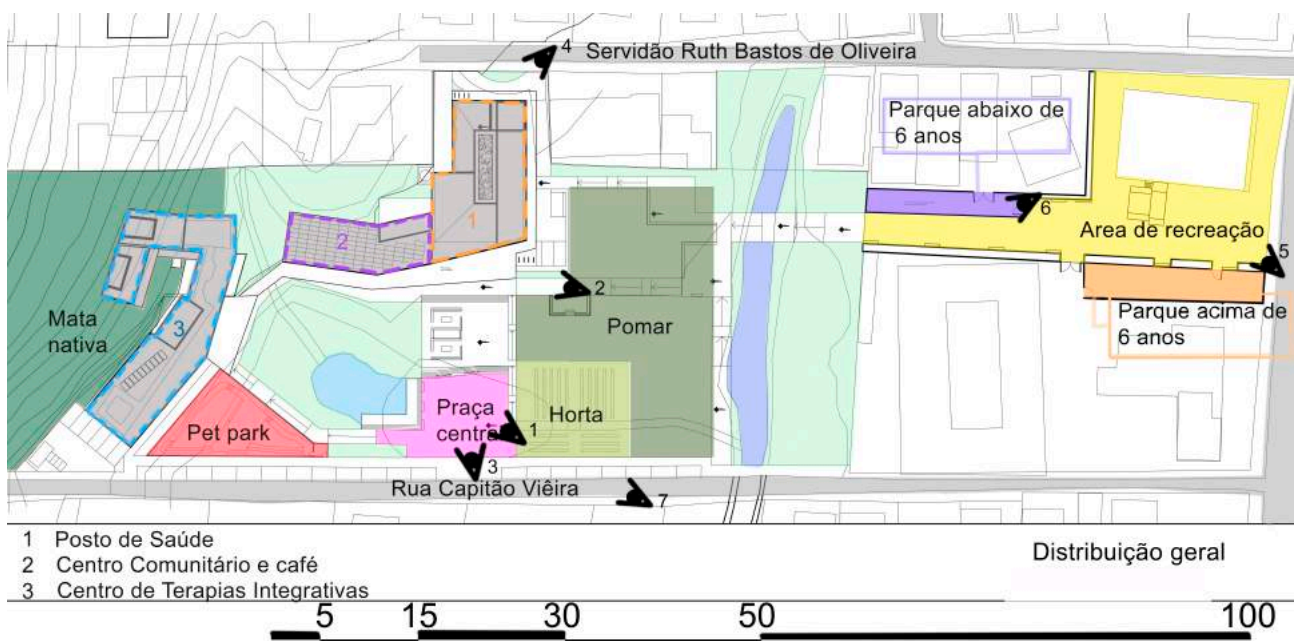 4
Servidão Ruth Bastos de Oliveira
Parque abaixo de
6 anos
1
6
2
Area de recreação
5
2
3
Mata
nativa
Pomar
Parque acima de
6 anos
Praça
central
Horta
1
Pet park
3
Rua Capitão Viêira
7
1 Posto de Saúde
2 Centro Comunitário e café
3 Centro de Terapias Integrativas
Distribuição geral
5 15 30 50 100